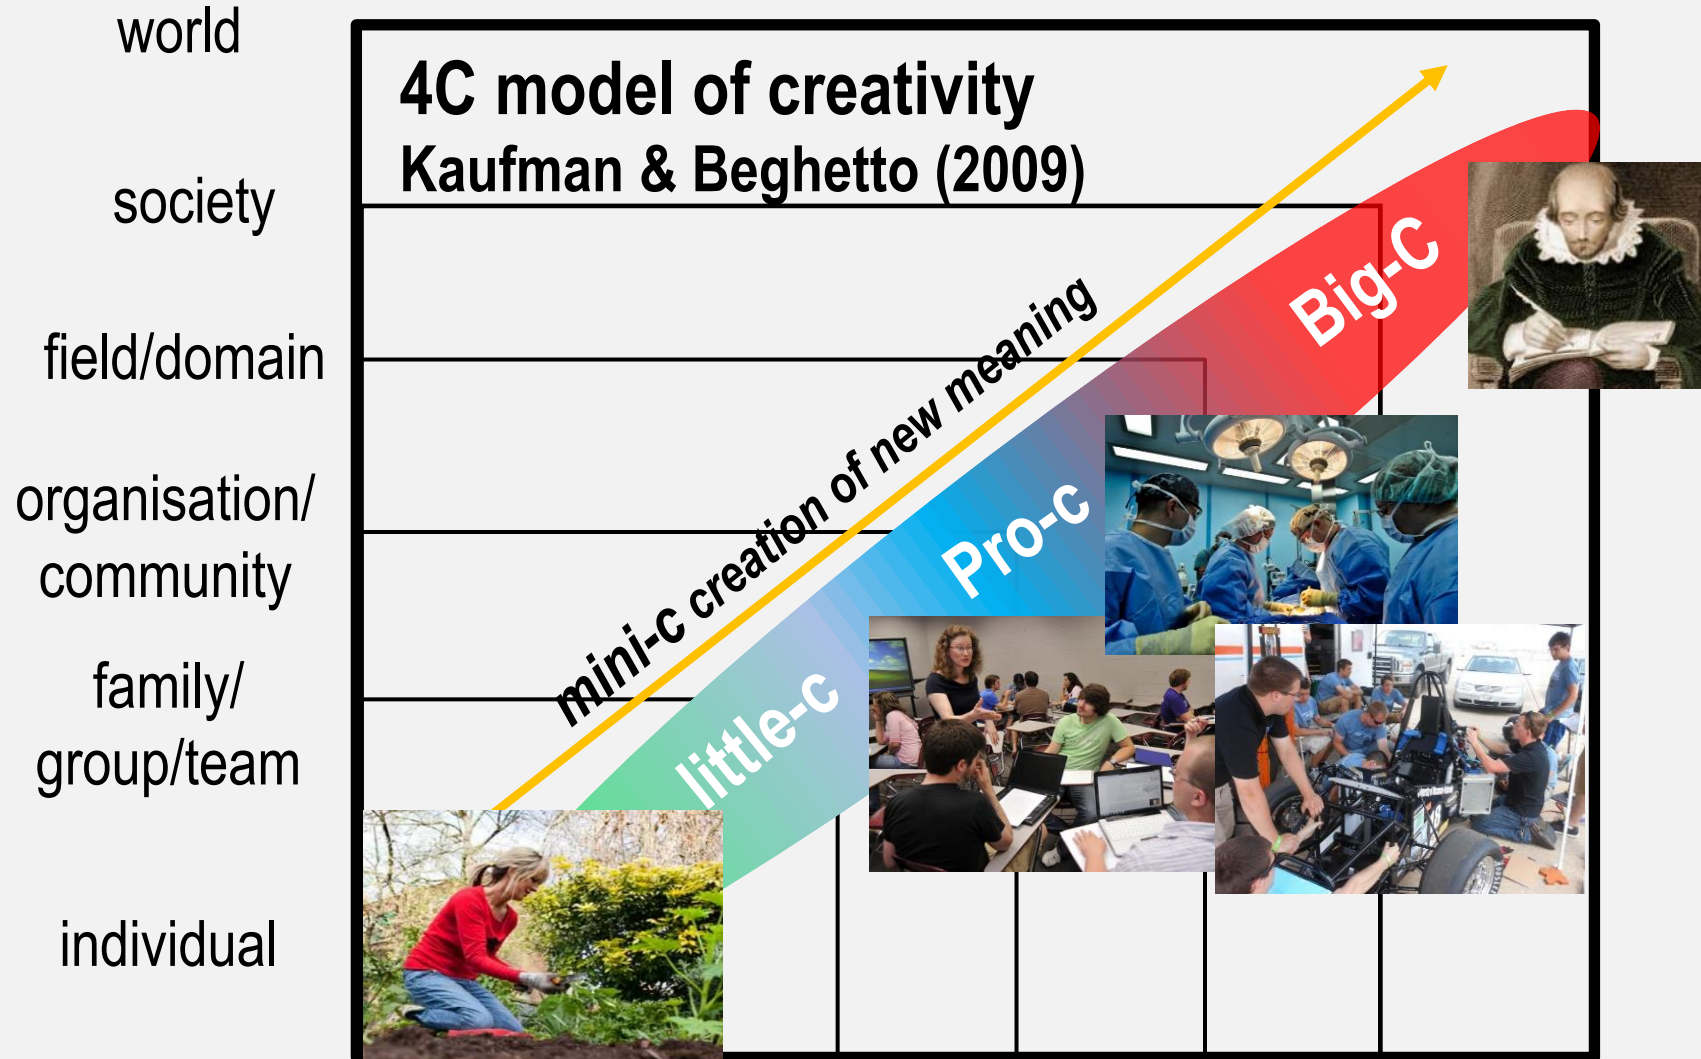 world
4C model of creativity
Kaufman & Beghetto (2009)
society
field/domain
organisation/
community
family/
group/team
individual
mini-c creation of new meaning
Big-C
Pro-c
little-c